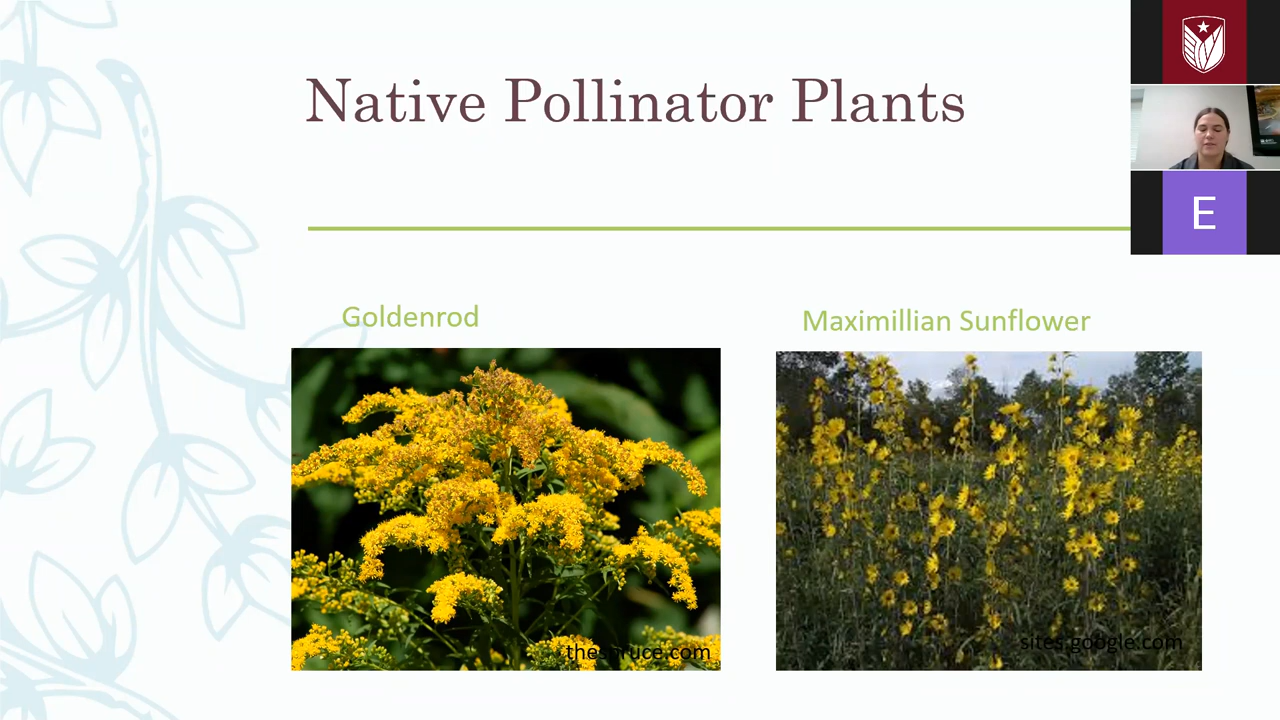 Native Pollinator Plants
E
Goldenrod
Maximillian Sunflower
thespruce.com
sites.google.com